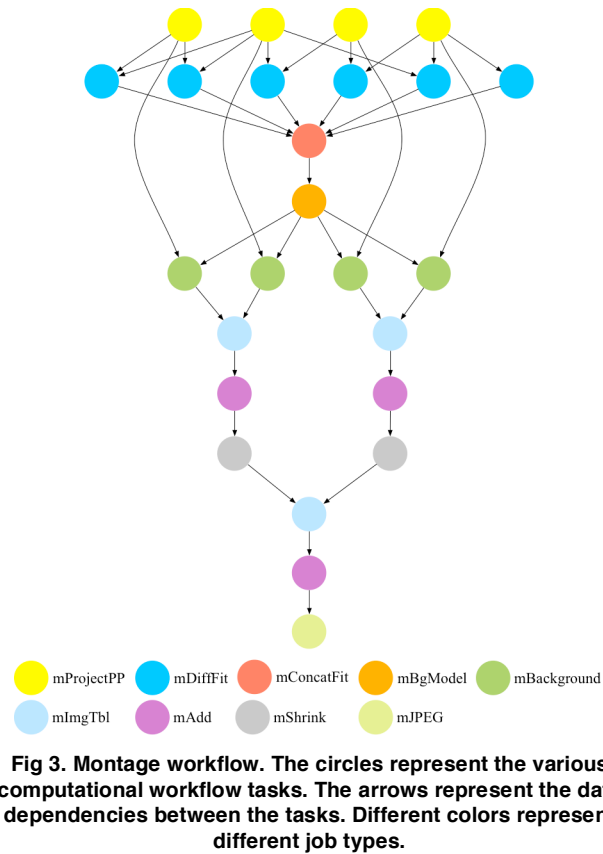 mProjectPP mDiffFit mConcatFit mBgModel mBackground
mImgTbl mAdd mShrink mJPEG
Fig 3. Montage workflow. The circles represent the various
computational workflow tasks. The arrows represent the da
dependencies between the tasks. Different colors represen
different job types.